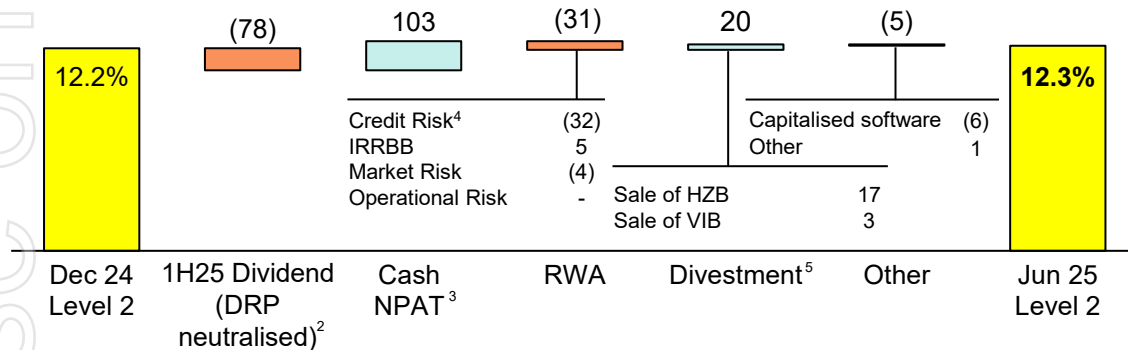 (78) 103 (31) 20 (5)
12.2% 12.3%
Credit Risk4 (32)
IRRBB 5
Market Risk (4)
Operational Risk -
Capitalised software (6)
Other 1
Sale of HZB 17
Sale of VIB 3
Dec 24
Level 2
1H25 Dividend
(DRP
neutralised)2
Cash
NPAT3
RWA
Divestment5
Other
Jun 25
Level 2